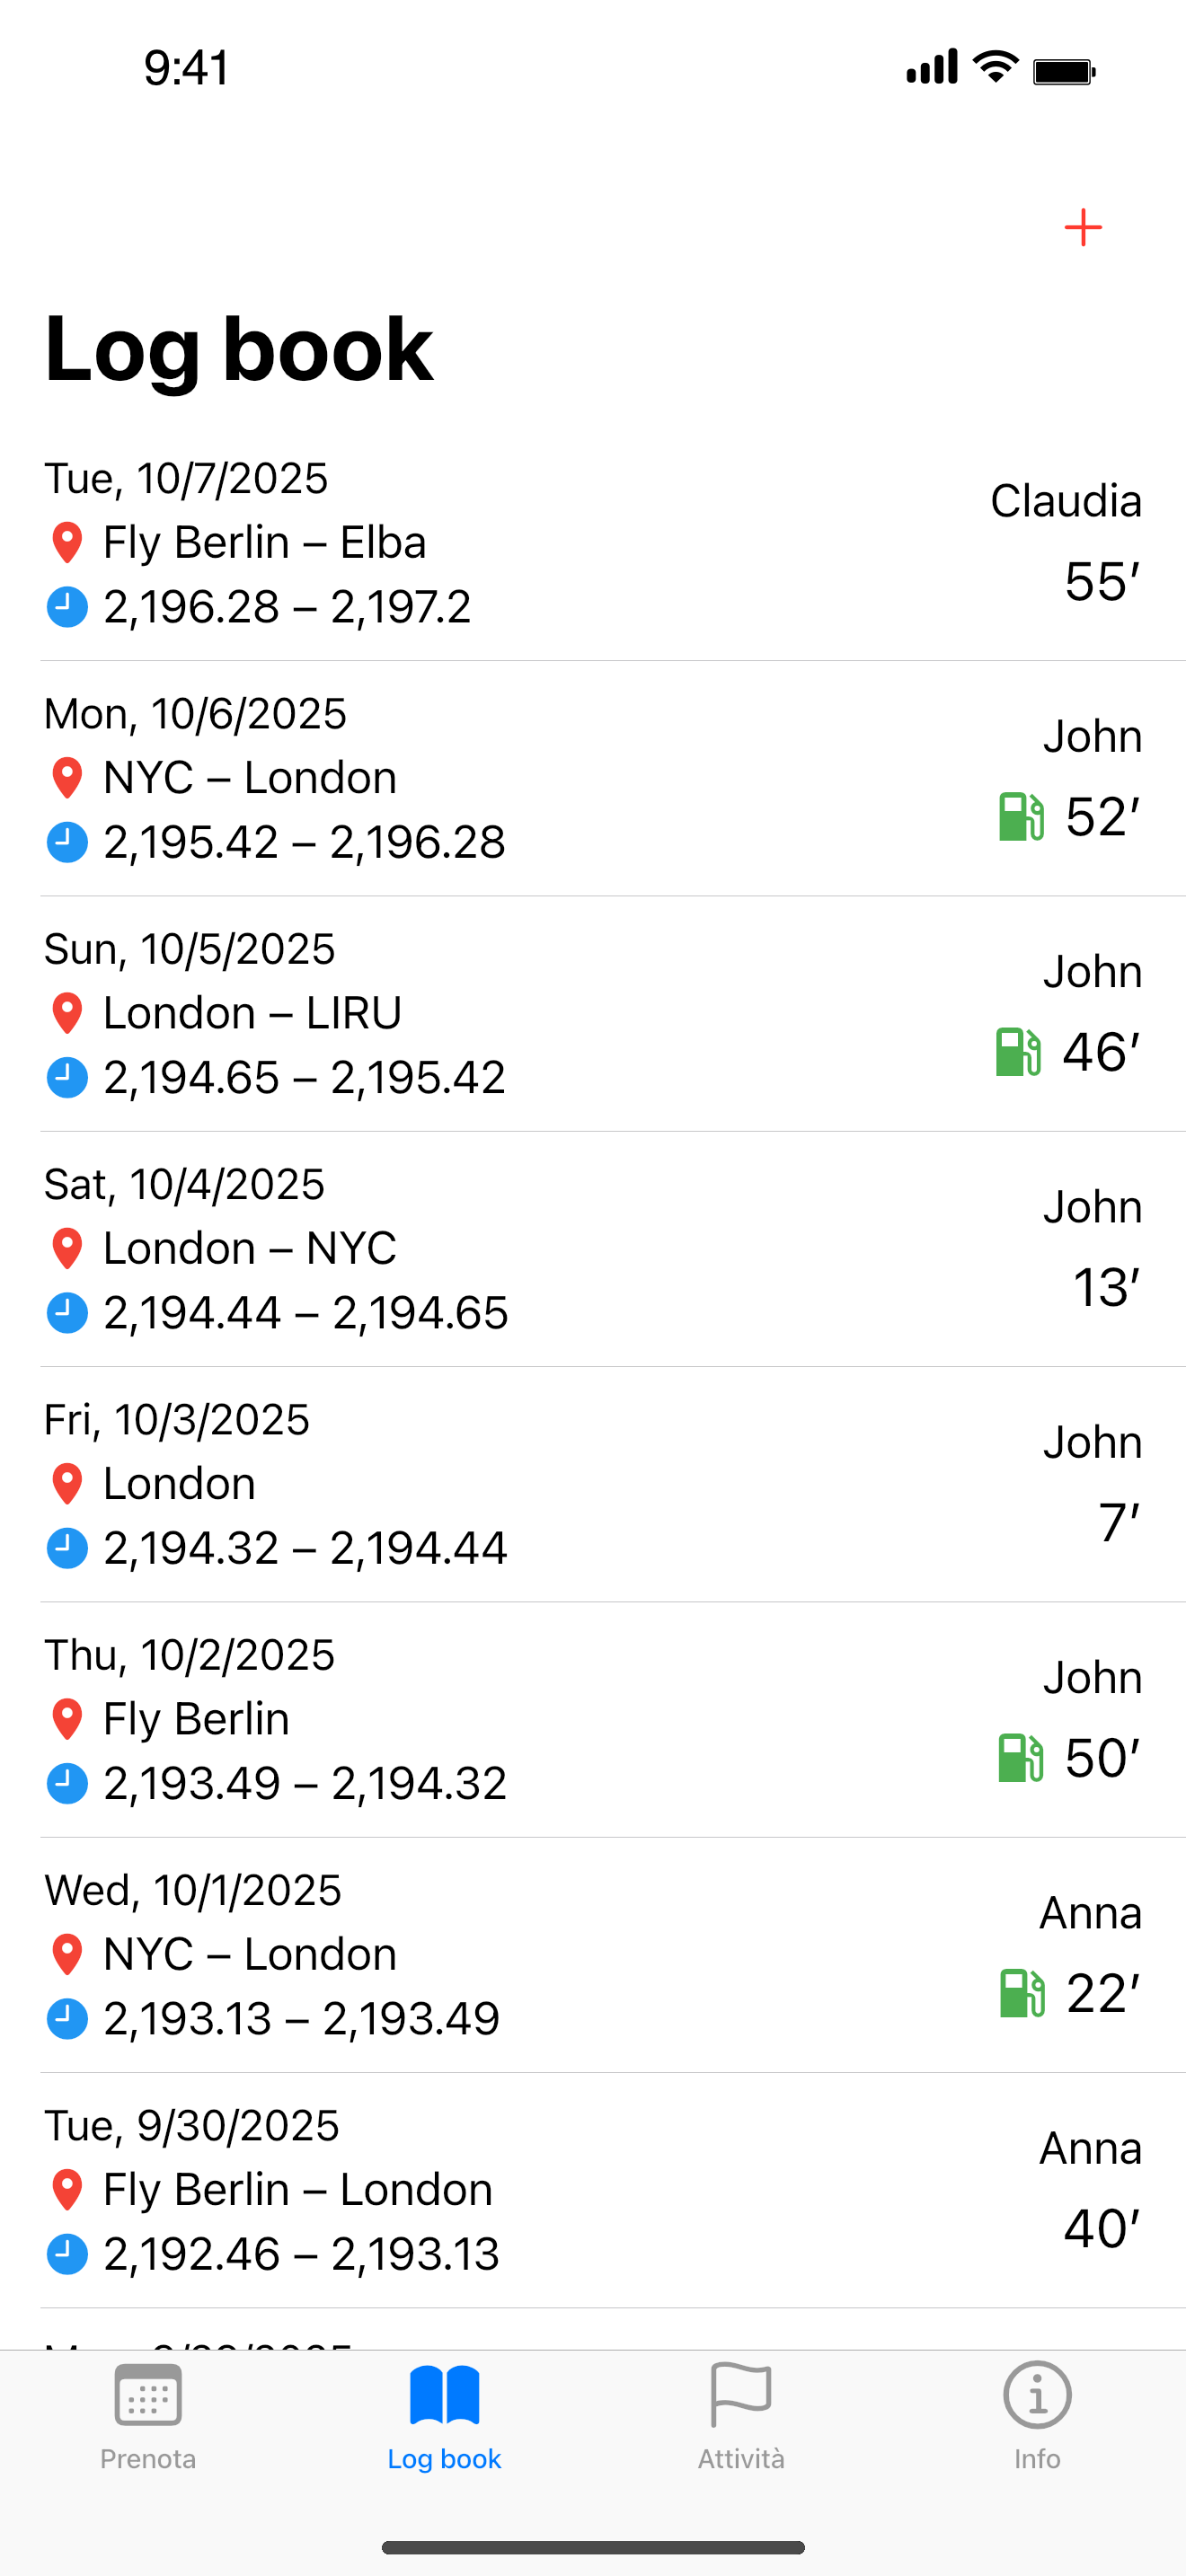 9:41
Log book
Tue, 10/7/2025
Fly Berlin – Elba
2,196.28 – 2,197.2
Claudia
55′
Mon, 10/6/2025
NYC – London
2,195.42 – 2,196.28
John
52′
Sun, 10/5/2025
London – LIRU
2,194.65 – 2,195.42
John
46′
Sat, 10/4/2025
London – NYC
2,194.44 – 2,194.65
John
13′
Fri, 10/3/2025
London
2,194.32 – 2,194.44
John
7′
Thu, 10/2/2025
Fly Berlin
2,193.49 – 2,194.32
John
50′
Wed, 10/1/2025
NYC – London
2,193.13 – 2,193.49
Anna
22′
Tue, 9/30/2025
Fly Berlin – London
2,192.46 – 2,193.13
Anna
40′
Prenota
Log book
Attività
Info